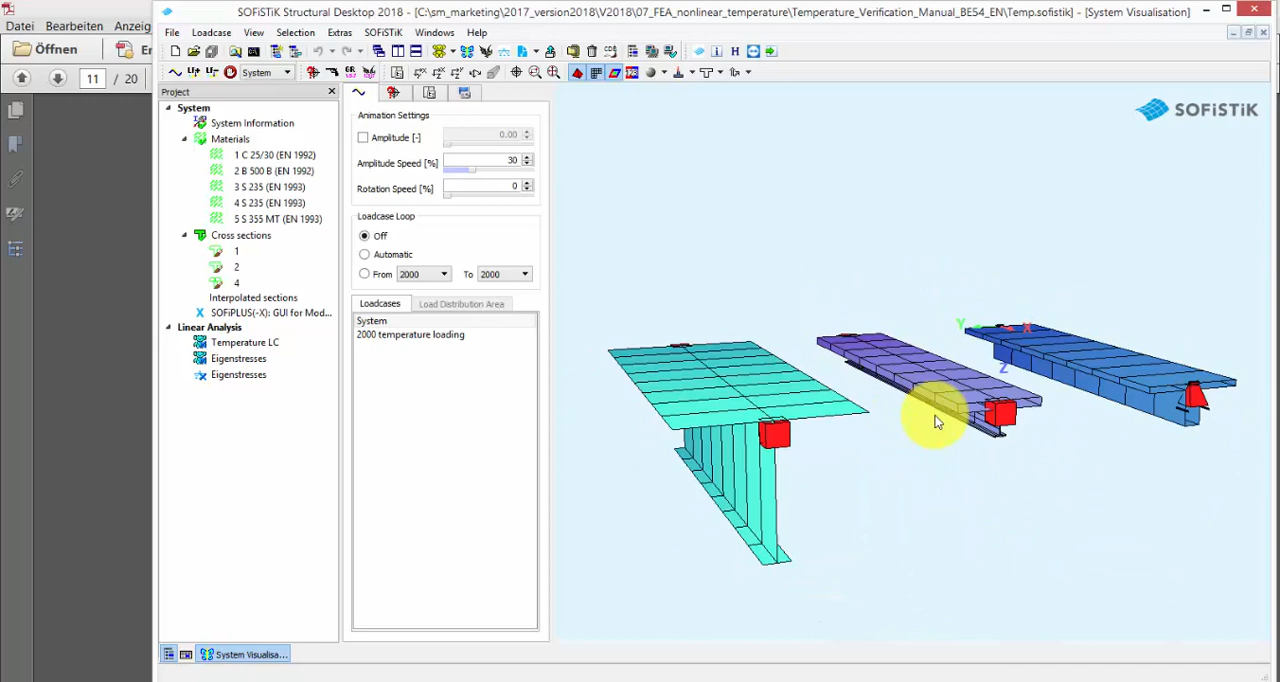 SOFiSTiK Structural Desktop 2018 - [C:\sm_marketing\2017_version2018\V2018\07_FEA_nonlinear_temperature\Temperature_Verification_Manual_BE54_EN\Temp.sofistik] - [System Visualisation]
Datei Bearbeiten Anzeig
File Loadcase View Selection Extras SOFiSTiK Windows Help
Öffnen
System
11 / 20
Project
System
System Information
Materials
1 C 25/30 (EN 1992)
2 B 500 B (EN 1992)
3 S 235 (EN 1993)
4 S 235 (EN 1993)
5 S 355 MT (EN 1993)
Cross sections
1
2
4
Interpolated sections
SOFiPLUS(-X): GUI for Mod...
Linear Analysis
Temperature LC
Eigenstresses
Eigenstresses
Animation Settings
Amplitude [-] 0.00
Amplitude Speed [%] 30
Rotation Speed [%] 0
Loadcase Loop
Off
Automatic
From 2000 To 2000
Loadcases Load Distribution Area
System
2000 temperature loading
SOFiSTiK
Y X
Z
System Visualisa...